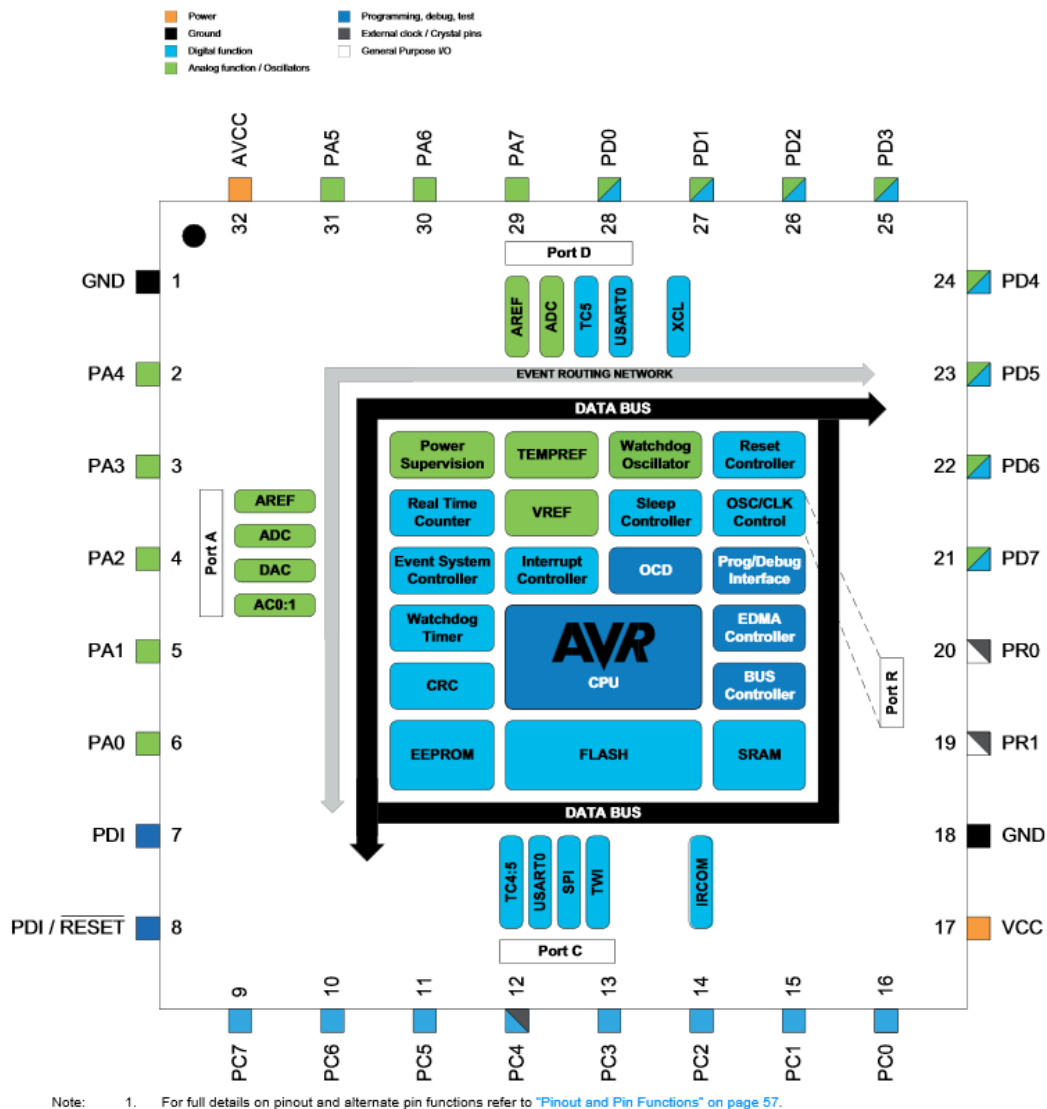 Power
Ground
Digital function
Analog function / Oscillators
Programming, debug, test
External clock / Crystal pins
General Purpose I/O
AVCC
PA5
PA6
PA7
PD0
PD1
PD2
PD3
32
31
30
29
28
27
26
25
Port D
GND 1
24 PD4
AREF
ADC
TC5
USART0
XCL
PA4 2
EVENT ROUTING NETWORK
23 PD5
DATA BUS
Power Supervision
TEMPREF
Watchdog Oscillator
Reset Controller
PA3 3
22 PD6
Port A
AREF
ADC
DAC
AC0:1
Real Time Counter
VREF
Sleep Controller
OSC/CLK Control
PA2 4
Event System Controller
Interrupt Controller
OCD
Prog/Debug Interface
21 PD7
Watchdog Timer
AVR
CPU
EDMA Controller
PA1 5
20 PR0
CRC
BUS Controller
Port R
PA0 6
EEPROM
FLASH
SRAM
19 PR1
DATA BUS
PDI 7
18 GND
TC4:5
USART0
SPI
TWI
IRCOM
PDI / RESET 8
17 VCC
Port C
9
10
11
12
13
14
15
16
PC7
PC6
PC5
PC4
PC3
PC2
PC1
PC0
Note: 1. For full details on pinout and alternate pin functions refer to "Pinout and Pin Functions" on page 57.